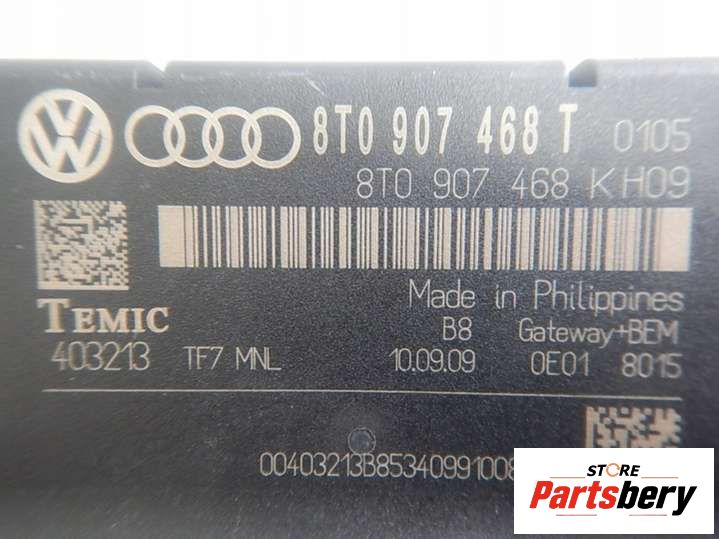 8T0 907 468 T 0105
8T0 907 468 K H09
TEMIC
Made in Philippines
B8 Gateway+BEM
403213 TF7 MNL 10.09.09 0E01 8015
00403213B85340991008
STORE
Partsbery